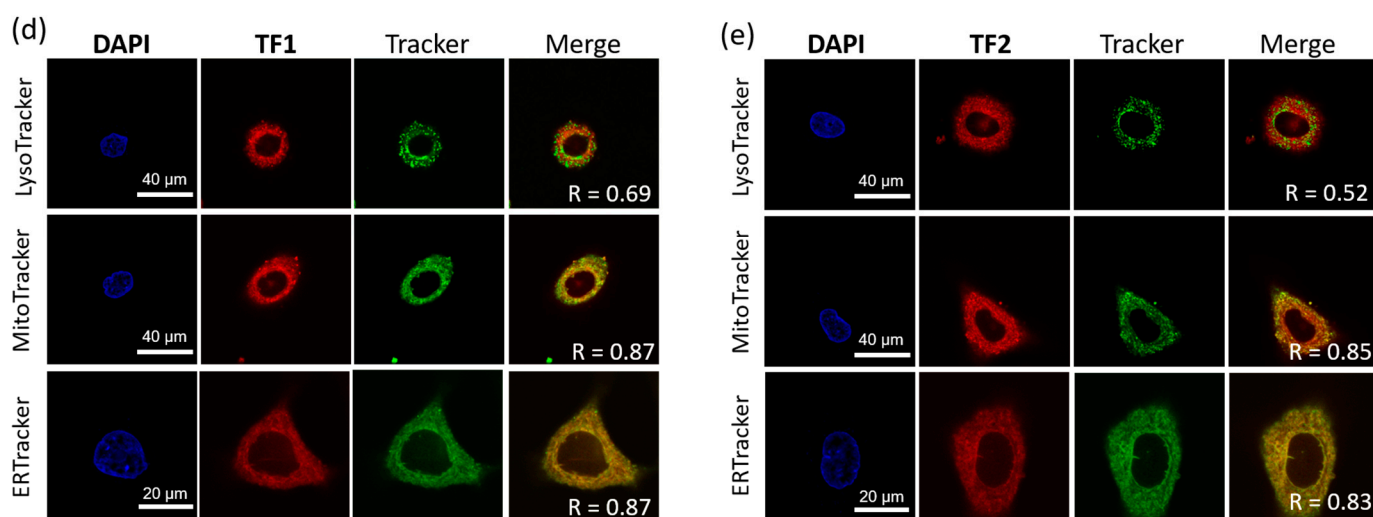 (d)
DAPI TF1 Tracker Merge
LysoTracker
40 µm
R = 0.69
MitoTracker
40 µm
R = 0.87
ERTracker
20 µm
R = 0.87
(e)
DAPI TF2 Tracker Merge
LysoTracker
40 µm
R = 0.52
MitoTracker
40 µm
R = 0.85
ERTracker
20 µm
R = 0.83